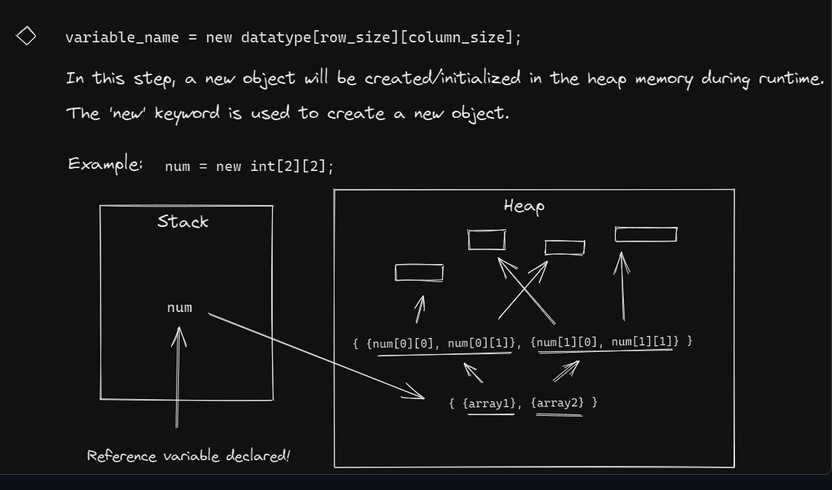 variable_name = new datatype[row_size][column_size];
In this step, a new object will be created/initialized in the heap memory during runtime.
The 'new' keyword is used to create a new object.
Example: num = new int[2][2];
Stack
Heap
num
{ {num[0][0], num[0][1]}, {num[1][0], num[1][1]} }
{ {array1}, {array2} }
Reference variable declared!